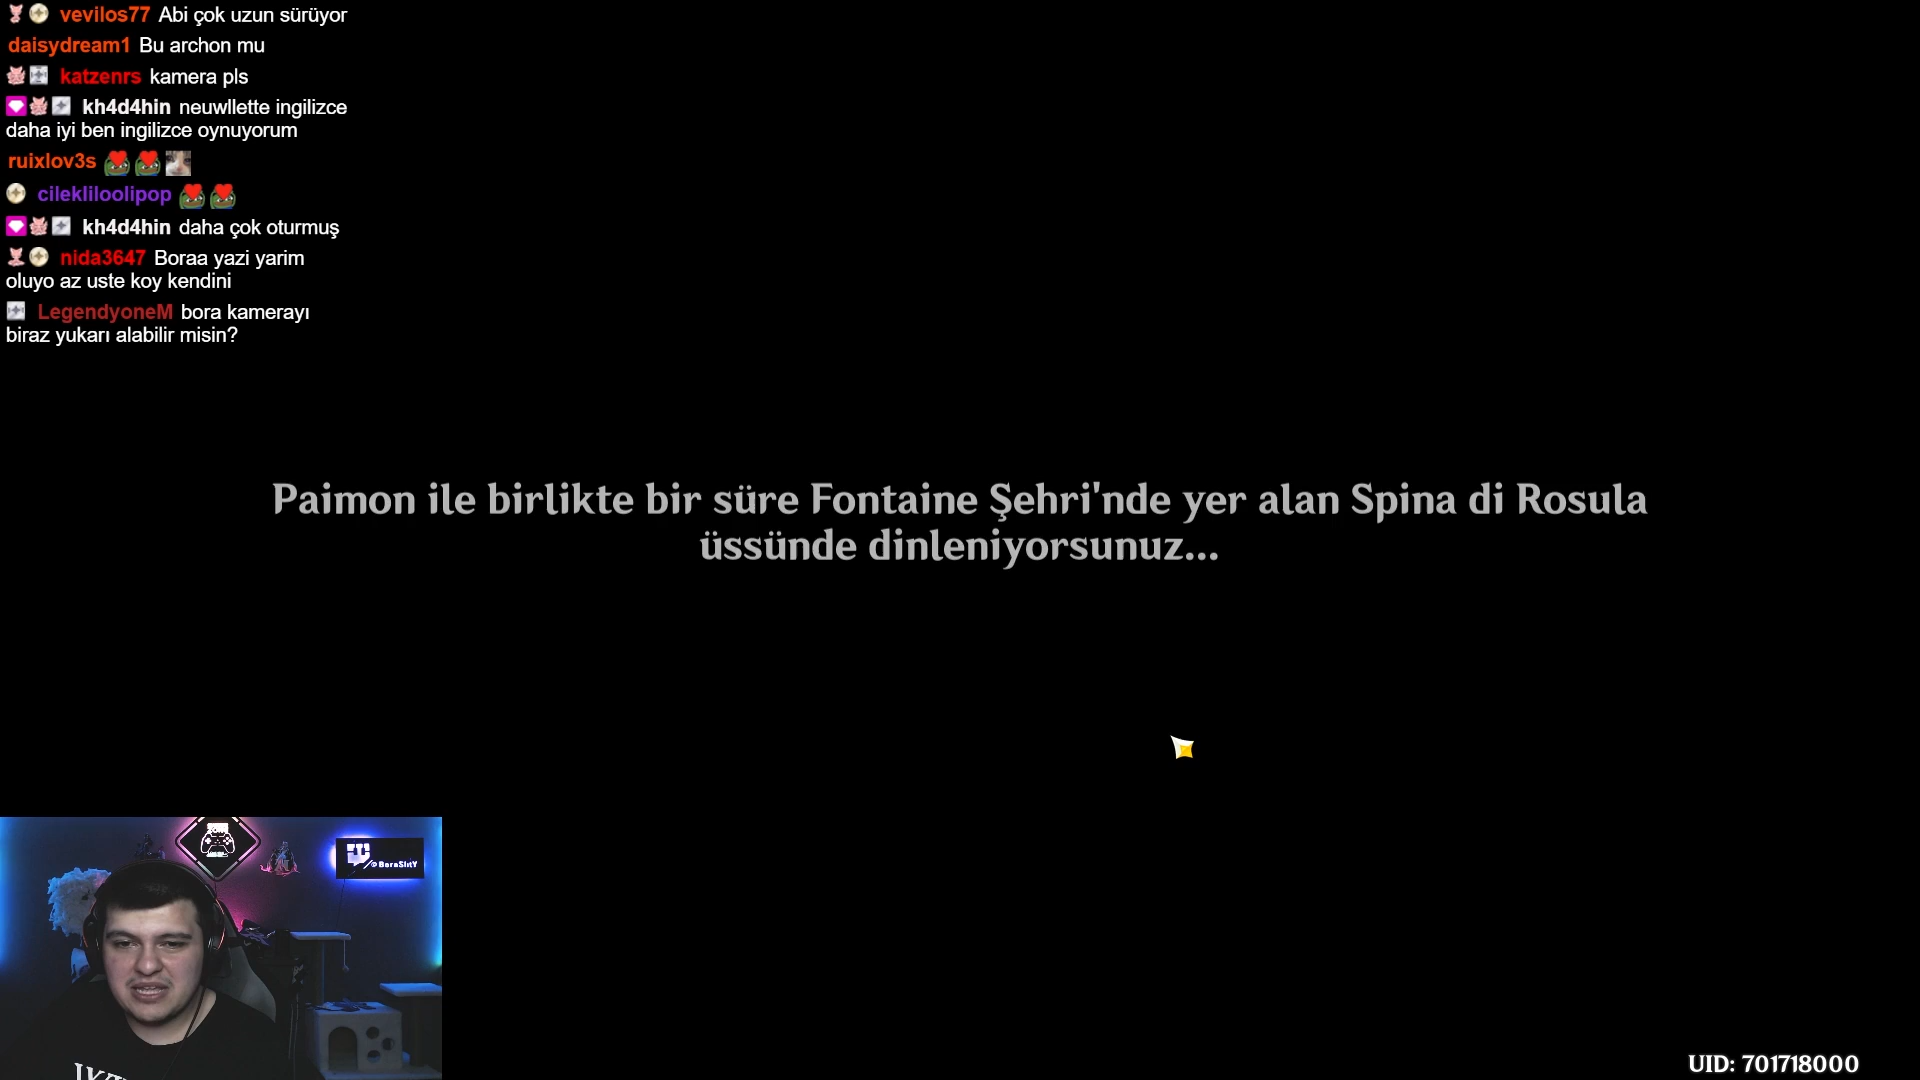 vevilos77 Abi çok uzun sürüyor
daisydream1 Bu archon mu
katzenrs kamera pls
kh4d4hin neuwllette ingilizce
daha iyi ben ingilizce oynuyorum
ruixlov3s
cilekliloolipop
kh4d4hin daha çok oturmuş
nida3647 Boraa yazi yarim
oluyo az uste koy kendini
LegendyoneM bora kamerayı
biraz yukarı alabilir misin?
Paimon ile birlikte bir süre Fontaine Şehri'nde yer alan Spina di Rosula
üssünde dinleniyorsunuz...
UID: 701718000